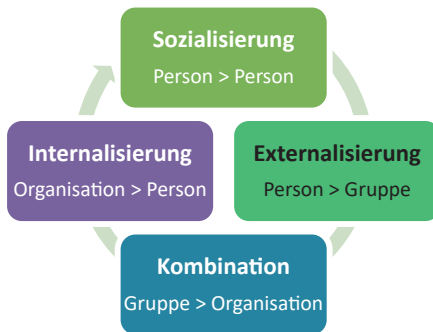 Sozialisierung
Person > Person
Internalisierung
Organisation > Person
Externalisierung
Person > Gruppe
Kombination
Gruppe > Organisation